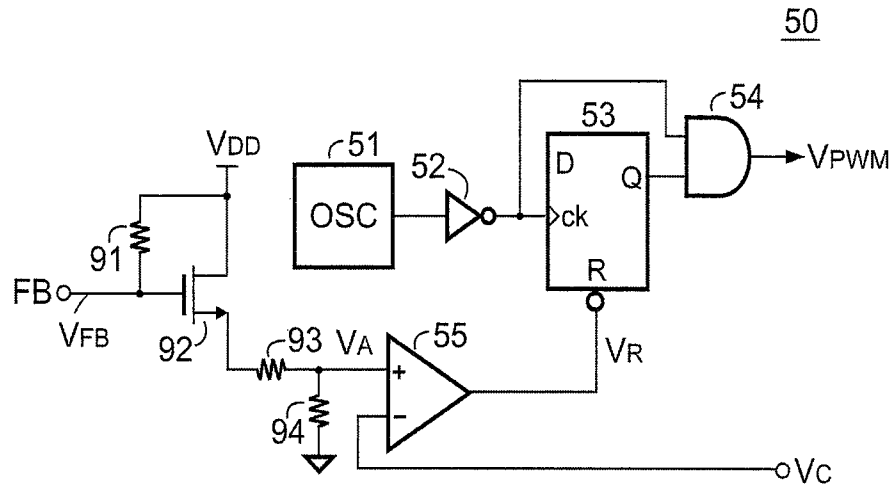 50
54
53
51
52
VDD
D
Q
VPWM
OSC
ck
91
R
FB
VFB
92
93
VA
55
VR
+
94
-
VC